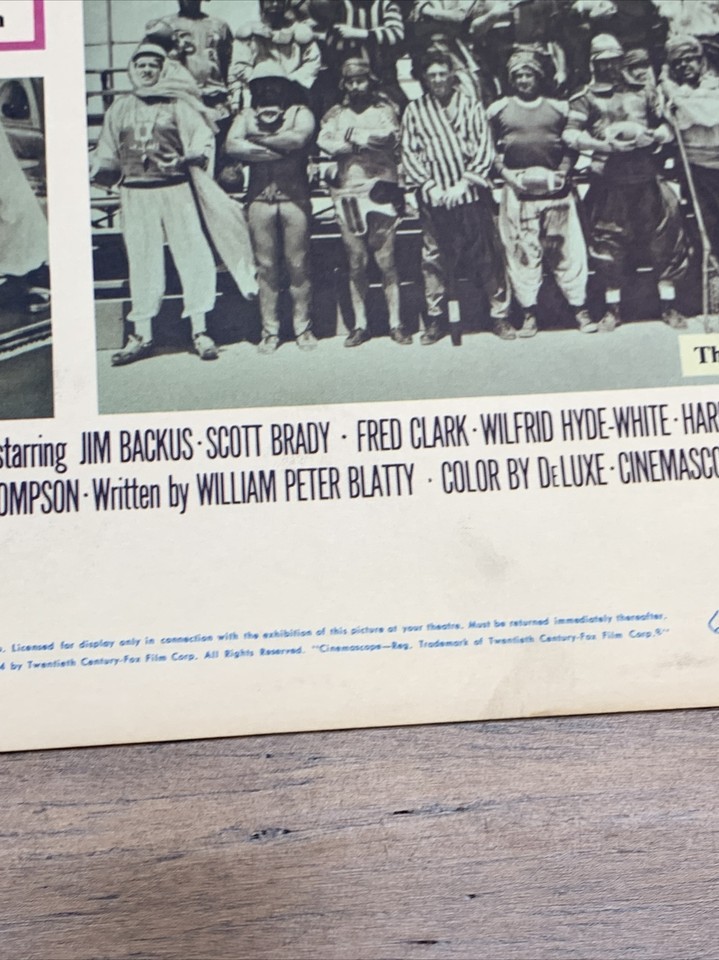 n
Th
starring JIM BACKUS · SCOTT BRADY · FRED CLARK · WILFRID HYDE-WHITE · HAR
OMPSON · Written by WILLIAM PETER BLATTY · COLOR BY DeLUXE · CINEMASCO
. Licensed for display only in connection with the exhibition of this picture at your theatre. Must be returned immediately thereafter.
4 by Twentieth Century-Fox Film Corp. All Rights Reserved. "Cinemascope—Reg. Trademark of Twentieth Century-Fox Film Corp.®"